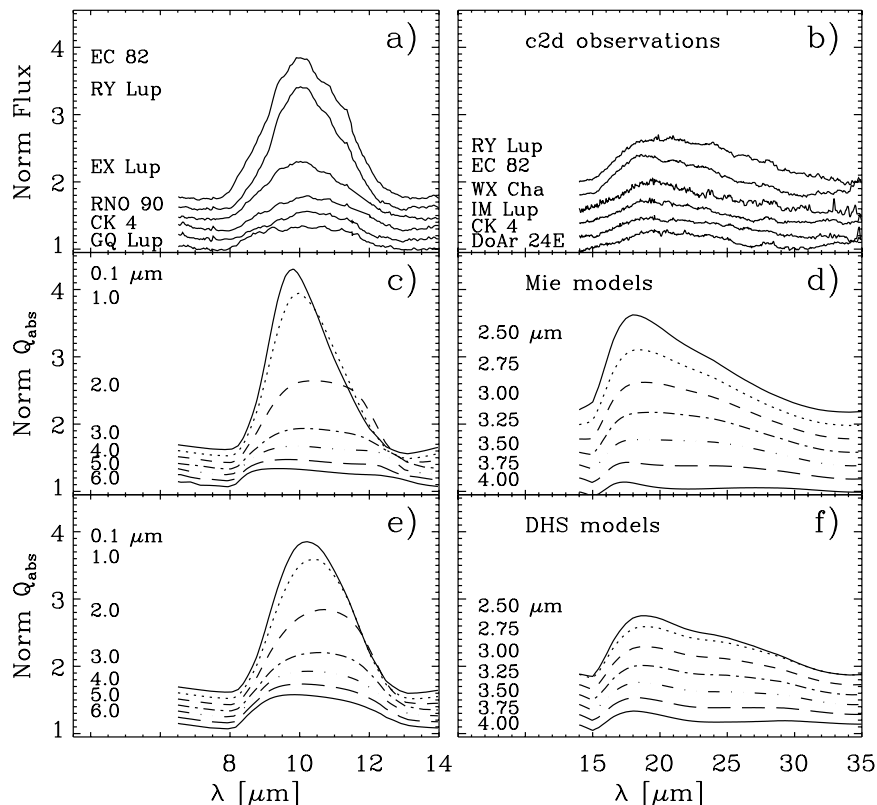 a)
4
EC 82
RY Lup
3
Norm Flux
EX Lup
2
RNO 90
CK 4
GQ Lup
1
c2d observations
b)
RY Lup
EC 82
WX Cha
IM Lup
CK 4
DoAr 24E
c)
0.1 μm
4
1.0
3
Norm Qabs
2.0
2
3.0
4.0
5.0
6.0
1
Mie models
d)
2.50 μm
2.75
3.00
3.25
3.50
3.75
4.00
e)
0.1 μm
4
1.0
3
Norm Qabs
2.0
2
3.0
4.0
5.0
6.0
1
8 10 12 14
λ [μm]
DHS models
f)
2.50 μm
2.75
3.00
3.25
3.50
3.75
4.00
15 20 25 30 35
λ [μm]